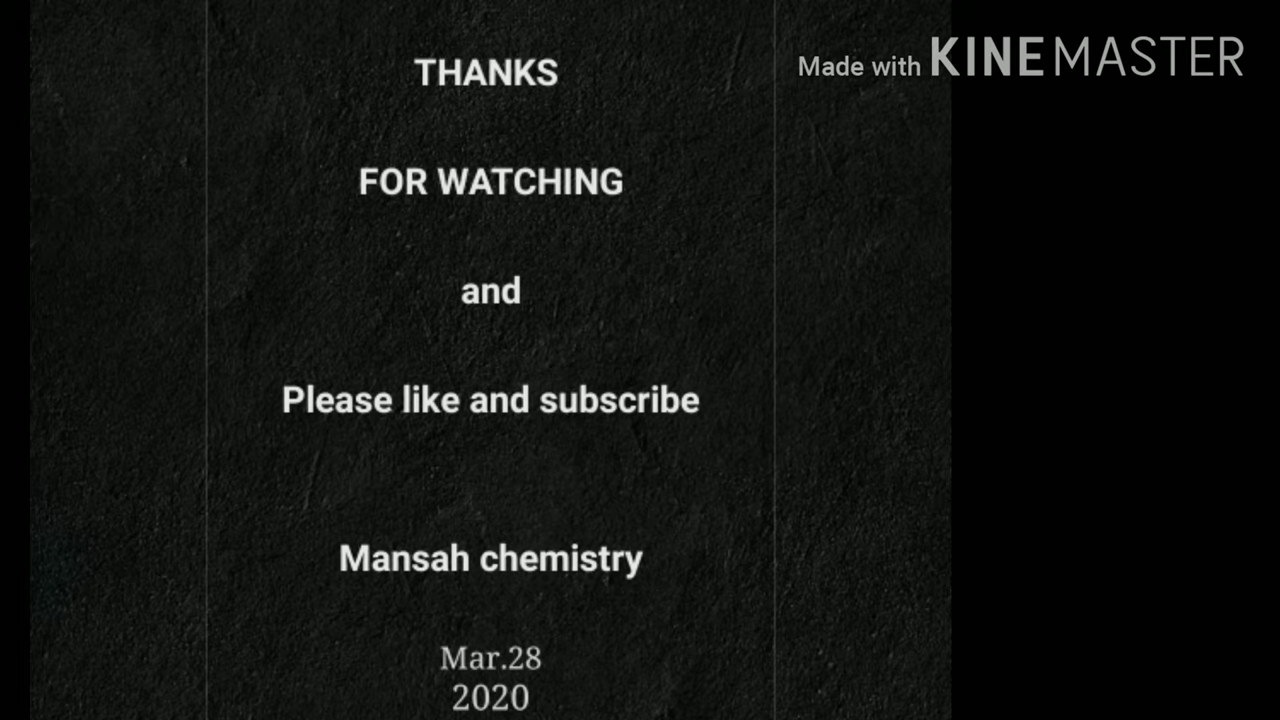 Made with KINEMASTER
THANKS
FOR WATCHING
and
Please like and subscribe
Mansah chemistry
Mar.28
2020